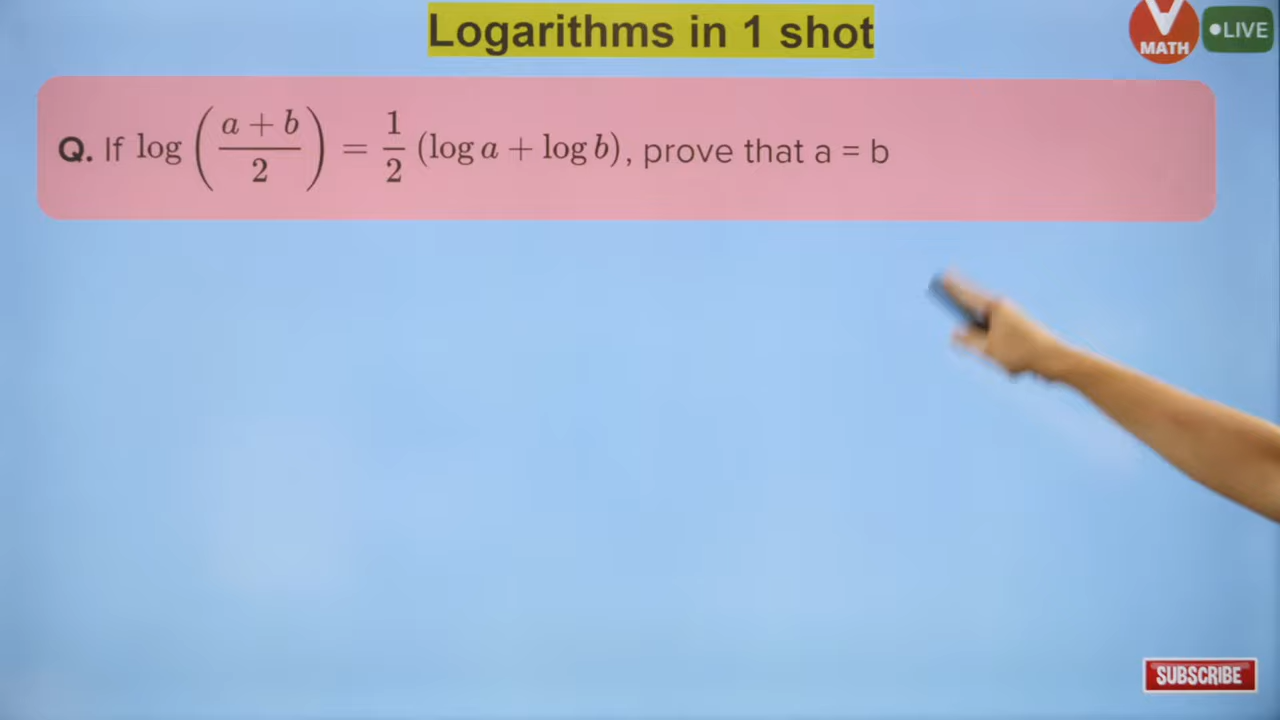 Logarithms in 1 shot
V
MATH
LIVE
Q. If log (a + b / 2) = 1/2 (log a + log b), prove that a = b
SUBSCRIBE